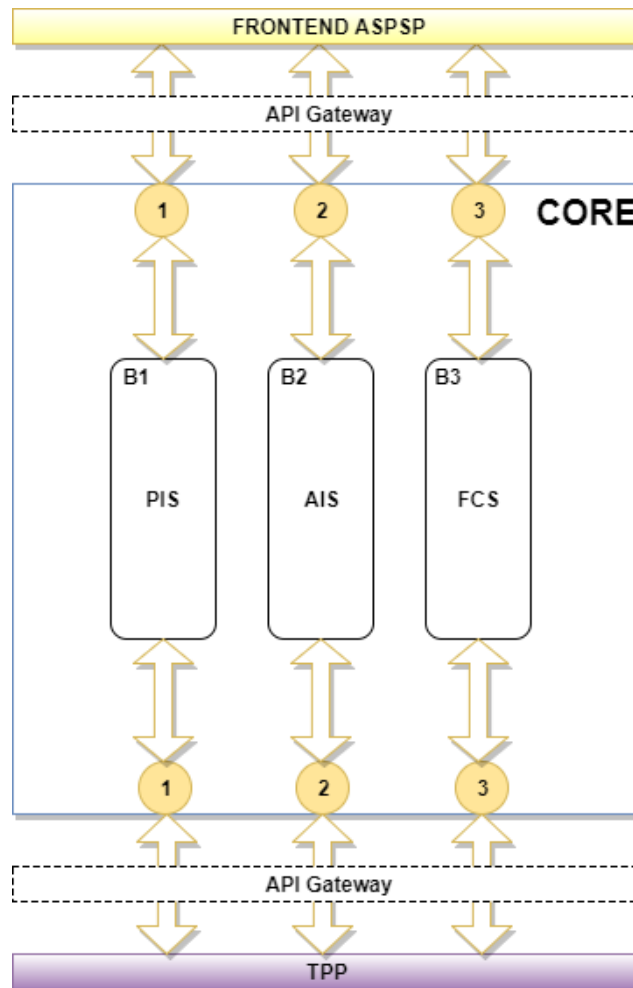 FRONTEND ASPSP
API Gateway
1 2 3 CORE
B1 B2 B3
PIS AIS FCS
1 2 3
API Gateway
TPP